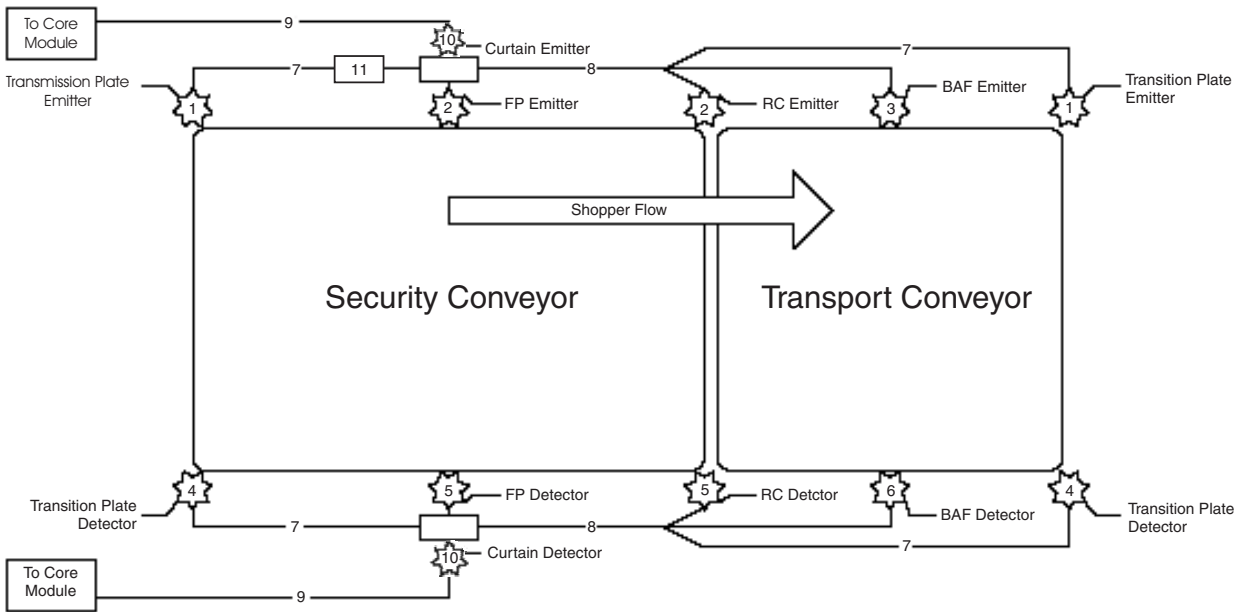 To Core
Module
9
10
Curtain Emitter
7
7
11
8
Transmission Plate
Emitter
1
2
FP Emitter
2
RC Emitter
3
BAF Emitter
1
Transition Plate
Emitter
Shopper Flow
Security Conveyor
Transport Conveyor
4
5
FP Detector
5
RC Detctor
6
BAF Detector
4
Transition Plate
Detector
Transition Plate
Detector
7
8
7
10
Curtain Detector
To Core
Module
9